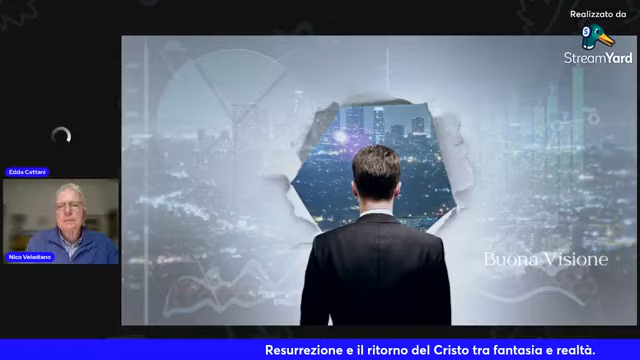 Realizzato da
StreamYard
Edda Cattani
Nico Veladiano
Buona Visione
Resurrezione e il ritorno del Cristo tra fantasia e realtà.